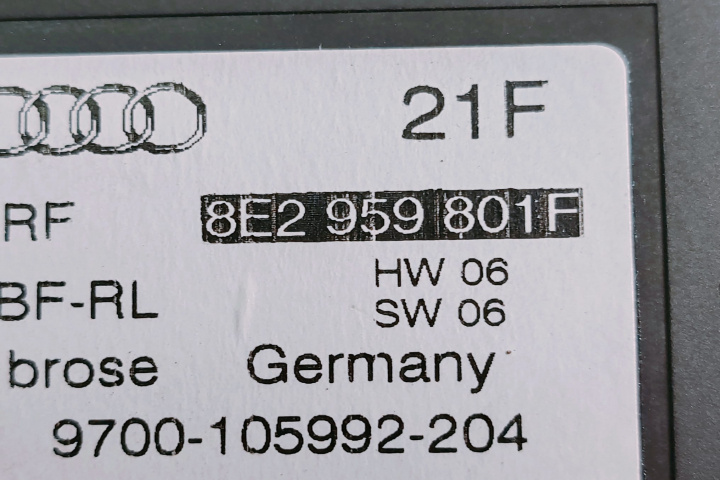 21F
RF 8E2 959 801F
HW 06
BF-RL SW 06
brose Germany
9700-105992-204